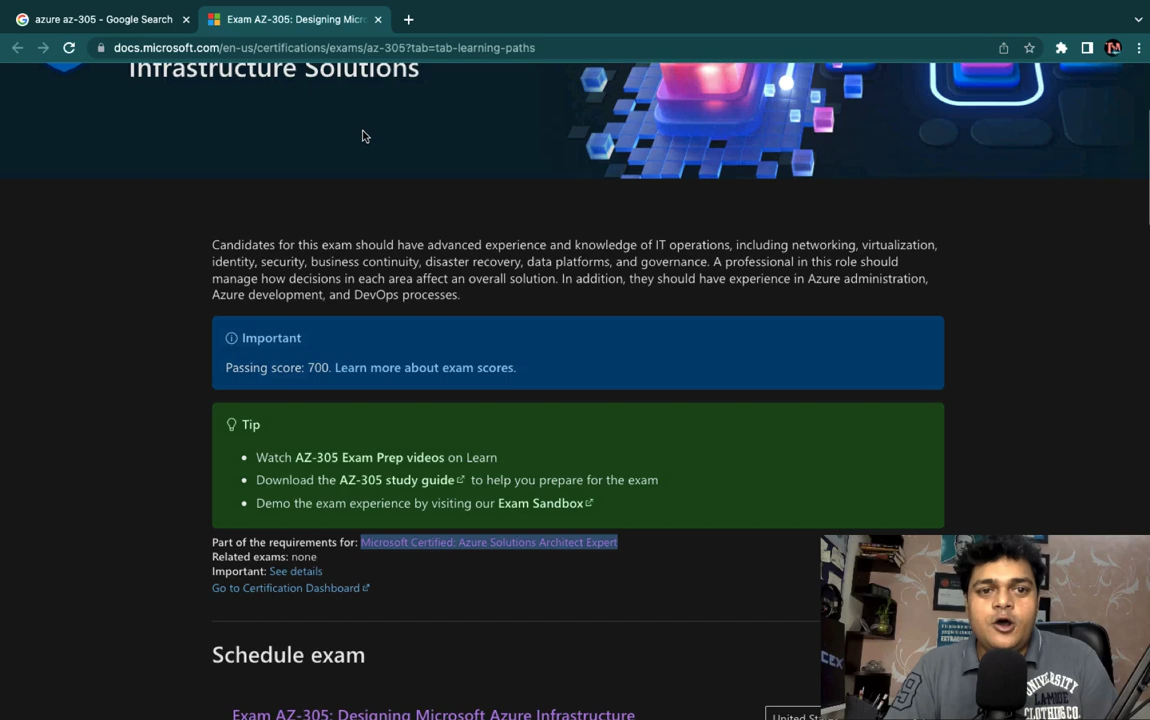 azure az-305 - Google Search
Exam AZ-305: Designing Micr
docs.microsoft.com/en-us/certifications/exams/az-305?tab=tab-learning-paths
Infrastructure Solutions
Candidates for this exam should have advanced experience and knowledge of IT operations, including networking, virtualization,
identity, security, business continuity, disaster recovery, data platforms, and governance. A professional in this role should
manage how decisions in each area affect an overall solution. In addition, they should have experience in Azure administration,
Azure development, and DevOps processes.
Important
Passing score: 700. Learn more about exam scores.
Tip
• Watch AZ-305 Exam Prep videos on Learn
• Download the AZ-305 study guide to help you prepare for the exam
• Demo the exam experience by visiting our Exam Sandbox
Part of the requirements for: Microsoft Certified: Azure Solutions Architect Expert
Related exams: none
Important: See details
Go to Certification Dashboard
Schedule exam
Exam AZ-305: Designing Microsoft Azure Infrastructure
United
UNIVERSITY
CLOTHUS CO.